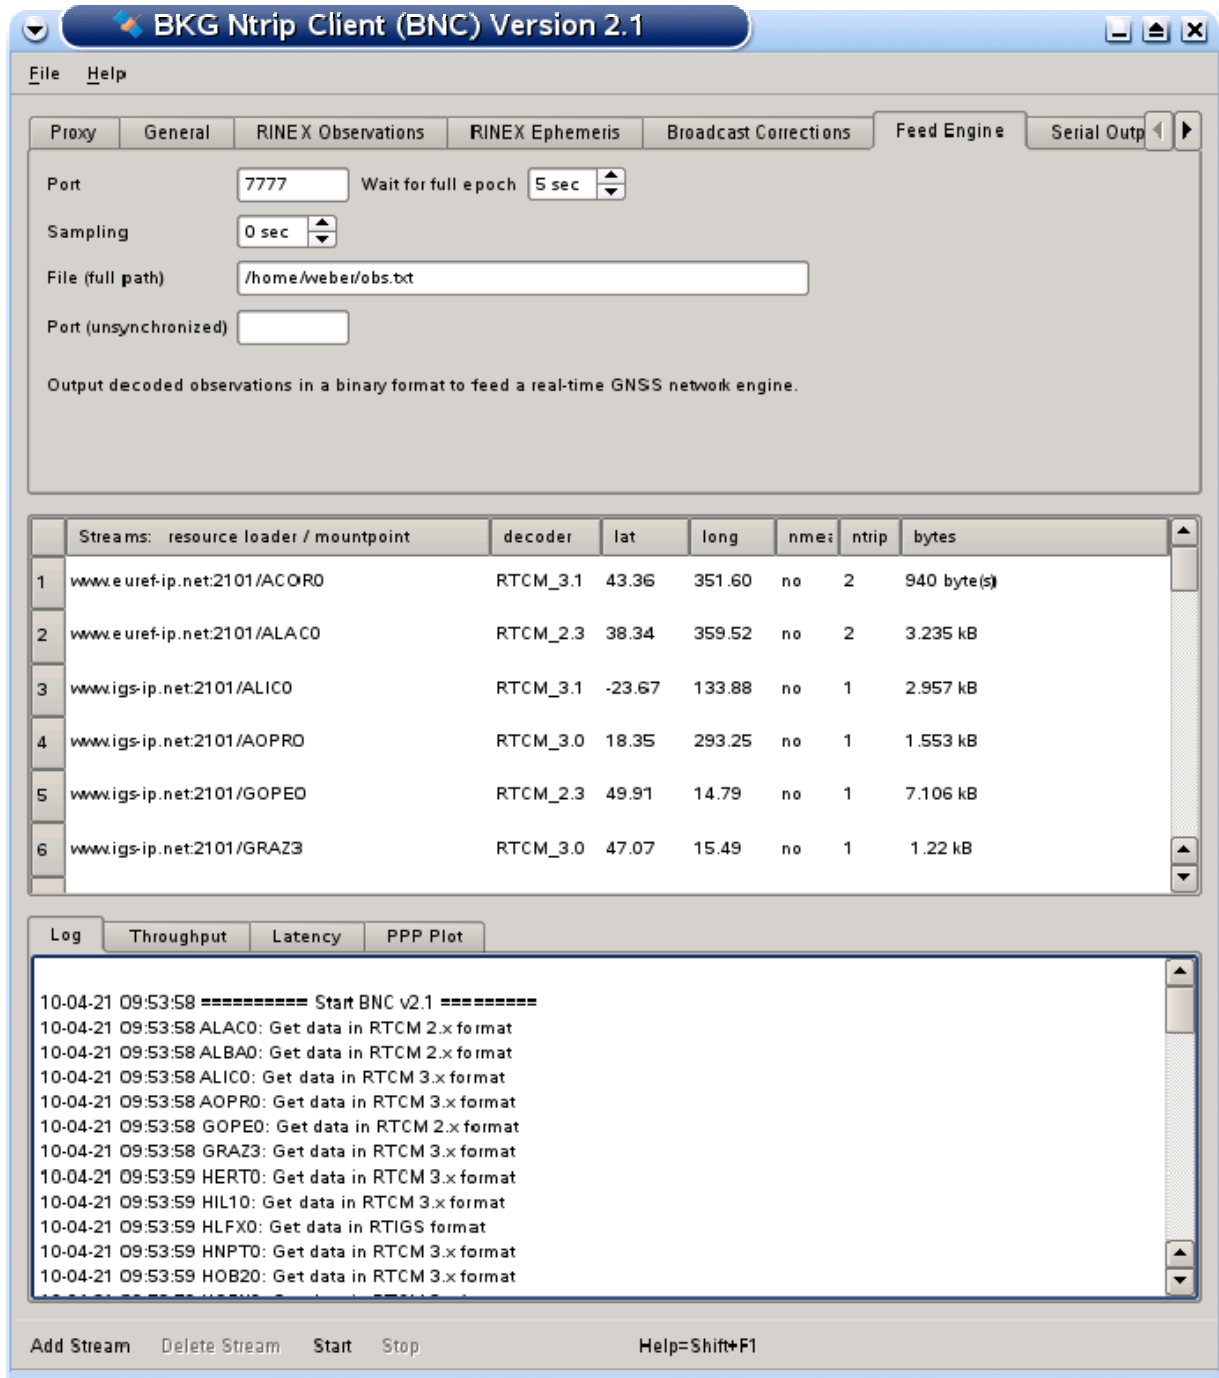 BKG Ntrip Client (BNC) Version 2.1
File Help
Proxy General RINEX Observations RINEX Ephemeris Broadcast Corrections Feed Engine Serial Outp
Port 7777 Wait for full epoch 5 sec
Sampling 0 sec
File (full path) /home/weber/obs.txt
Port (unsynchronized)
Output decoded observations in a binary format to feed a real-time GNSS network engine.
Streams: resource loader / mountpoint decoder lat long nmea ntrip bytes
1 www.euref-ip.net:2101/ACOR0 RTCM_3.1 43.36 351.60 no 2 940 byte(s)
2 www.euref-ip.net:2101/ALAC0 RTCM_2.3 38.34 359.52 no 2 3.235 kB
3 www.igs-ip.net:2101/ALIC0 RTCM_3.1 -23.67 133.88 no 1 2.957 kB
4 www.igs-ip.net:2101/AOPR0 RTCM_3.0 18.35 293.25 no 1 1.553 kB
5 www.igs-ip.net:2101/GOPE0 RTCM_2.3 49.91 14.79 no 1 7.106 kB
6 www.igs-ip.net:2101/GRAZ3 RTCM_3.0 47.07 15.49 no 1 1.22 kB
Log Throughput Latency PPP Plot
10-04-21 09:53:58 ========== Start BNC v2.1 =========
10-04-21 09:53:58 ALAC0: Get data in RTCM 2.x format
10-04-21 09:53:58 ALBA0: Get data in RTCM 2.x format
10-04-21 09:53:58 ALIC0: Get data in RTCM 3.x format
10-04-21 09:53:58 AOPR0: Get data in RTCM 3.x format
10-04-21 09:53:58 GOPE0: Get data in RTCM 2.x format
10-04-21 09:53:58 GRAZ3: Get data in RTCM 3.x format
10-04-21 09:53:59 HERT0: Get data in RTCM 3.x format
10-04-21 09:53:59 HIL10: Get data in RTCM 3.x format
10-04-21 09:53:59 HLFX0: Get data in RTIGS format
10-04-21 09:53:59 HNPT0: Get data in RTCM 3.x format
10-04-21 09:53:59 HOB20: Get data in RTCM 3.x format
Add Stream Delete Stream Start Stop Help=Shift+F1